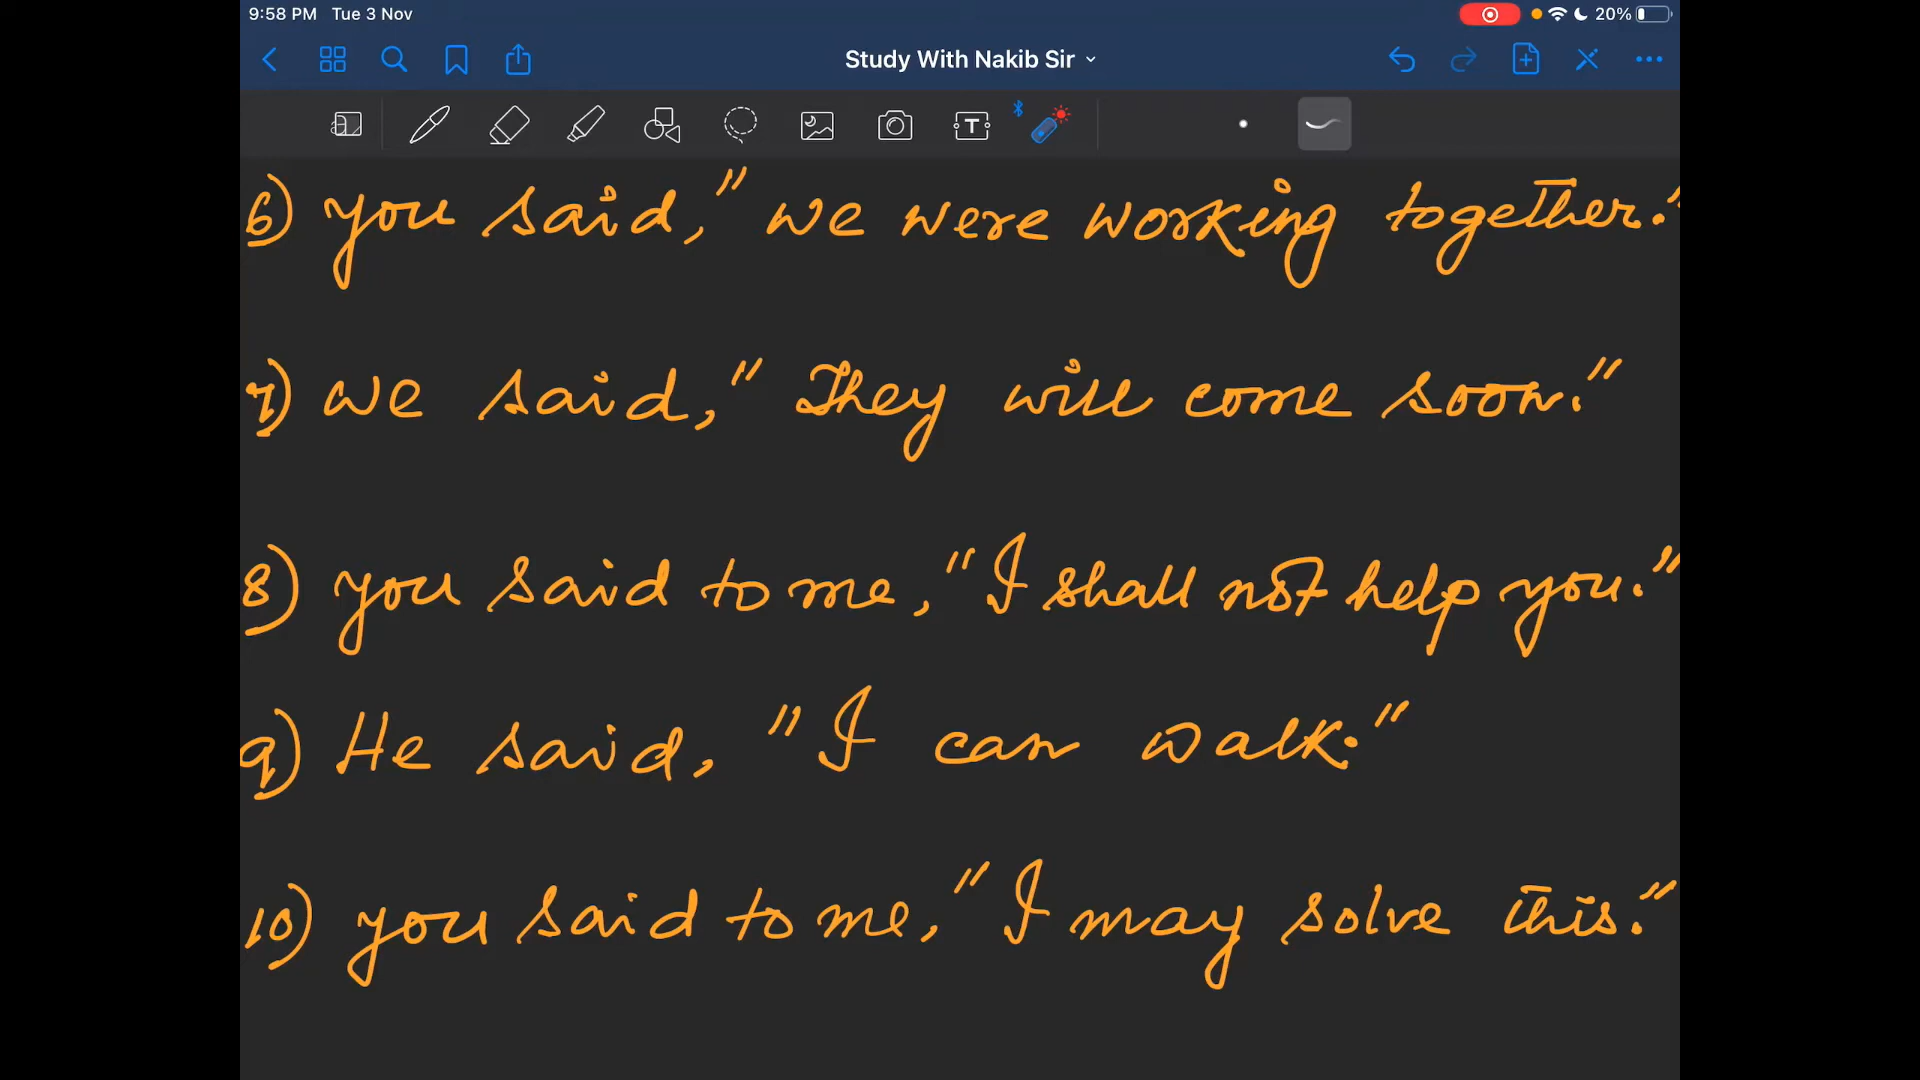 9:58 PM Tue 3 Nov 20%
Study With Nakib Sir
T
6) you said, "we were working together."
7) we said, "They will come soon."
8) you said to me, "I shall not help you."
9) He said, "I can walk."
10) you said to me, "I may solve this."